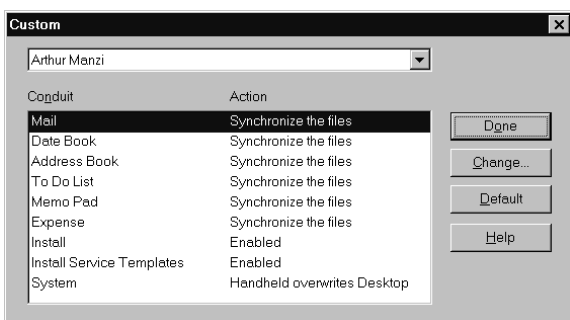 Custom
Arthur Manzi
Conduit Action
Mail Synchronize the files
Date Book Synchronize the files
Address Book Synchronize the files
To Do List Synchronize the files
Memo Pad Synchronize the files
Expense Synchronize the files
Install Enabled
Install Service Templates Enabled
System Handheld overwrites Desktop
Done
Change...
Default
Help